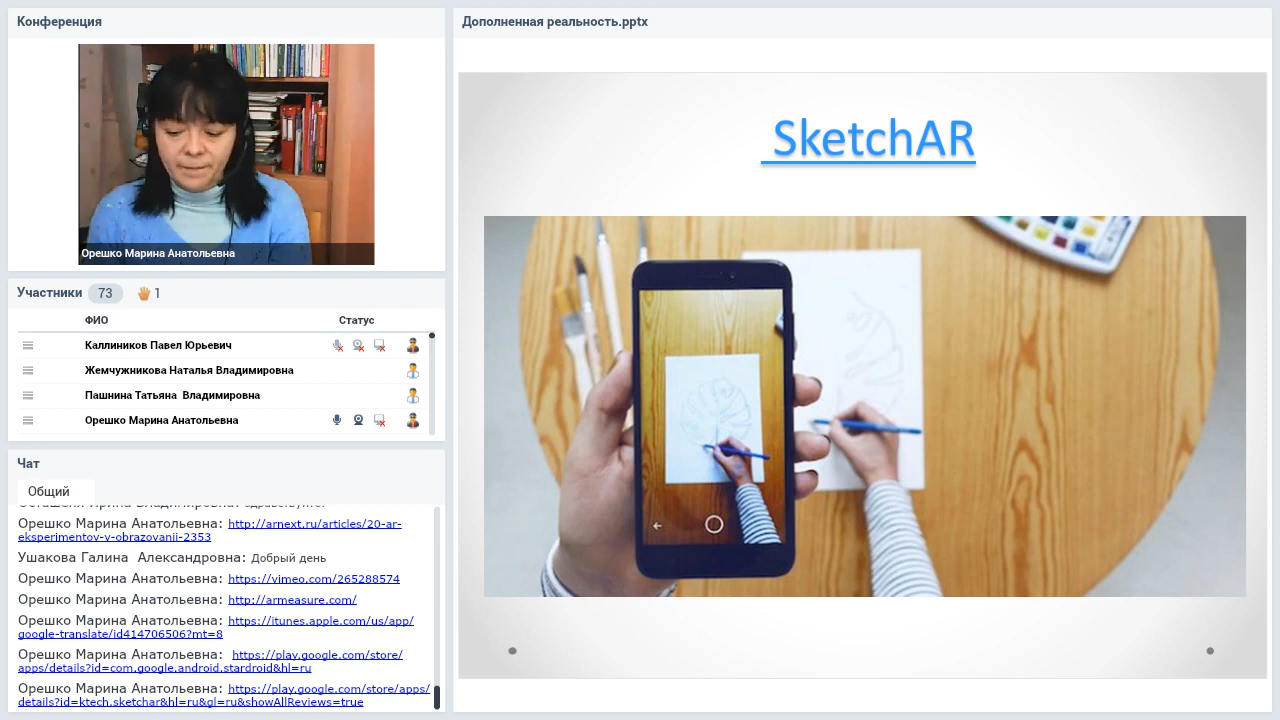 Конференция
Орешко Марина Анатольевна
Участники 73 1
ФИО Статус
Каллиников Павел Юрьевич
Жемчужникова Наталья Владимировна
Пашнина Татьяна Владимировна
Орешко Марина Анатольевна
Чат
Общий
Орешко Марина Анатольевна: http://arnext.ru/articles/20-ar-
eksperimentov-v-obrazovanii-2353
Ушакова Галина Александровна: Добрый день
Орешко Марина Анатольевна: https://vimeo.com/265288574
Орешко Марина Анатольевна: http://armeasure.com/
Орешко Марина Анатольевна: https://itunes.apple.com/us/app/
google-translate/id414706506?mt=8
Орешко Марина Анатольевна: https://play.google.com/store/
apps/details?id=com.google.android.stardroid&hl=ru
Орешко Марина Анатольевна: https://play.google.com/store/apps/
details?id=ktech.sketchar&hl=ru&gl=ru&showAllReviews=true
Дополненная реальность.pptx
SketchAR